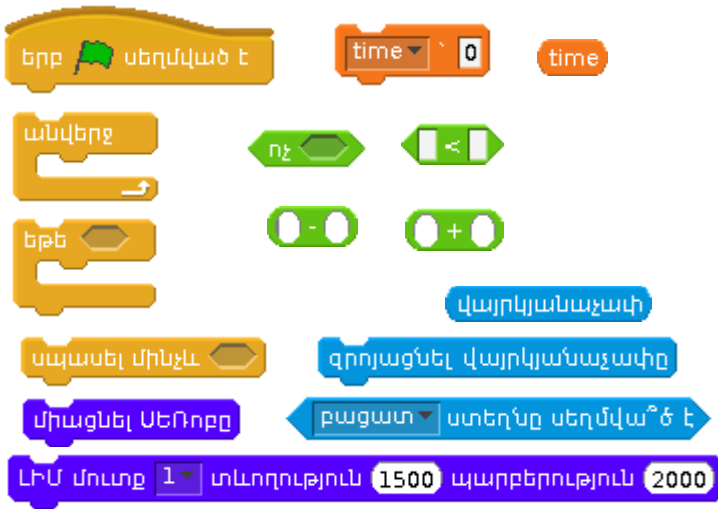 երբ սեղմված է
time ՝ 0
time
անվերջ
ոչ
<
եթե
-
+
վայրկյանաչափ
սպասել մինչև
զրոյացնել վայրկյանաչափը
միացնել ՍԵՌոբը
բացատ ստեղնը սեղմվա՞ծ է
ԼԻՄ մուտք 1 տևողություն 1500 պարբերություն 2000